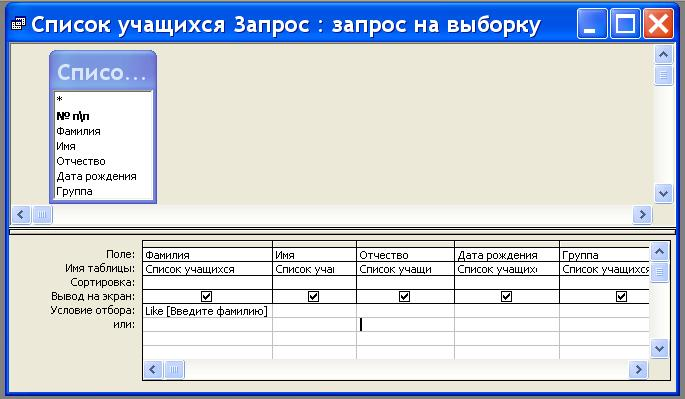 Список учащихся Запрос : запрос на выборку
Списо...
*
№ п\п
Фамилия
Имя
Отчество
Дата рождения
Группа
Поле: Фамилия Имя Отчество Дата рождения Группа
Имя таблицы: Список учащихся Список учаı Список учащи Список учащихс Список учащихся
Сортировка:
Вывод на экран:
Условие отбора: Like [Введите фамилию]
или: